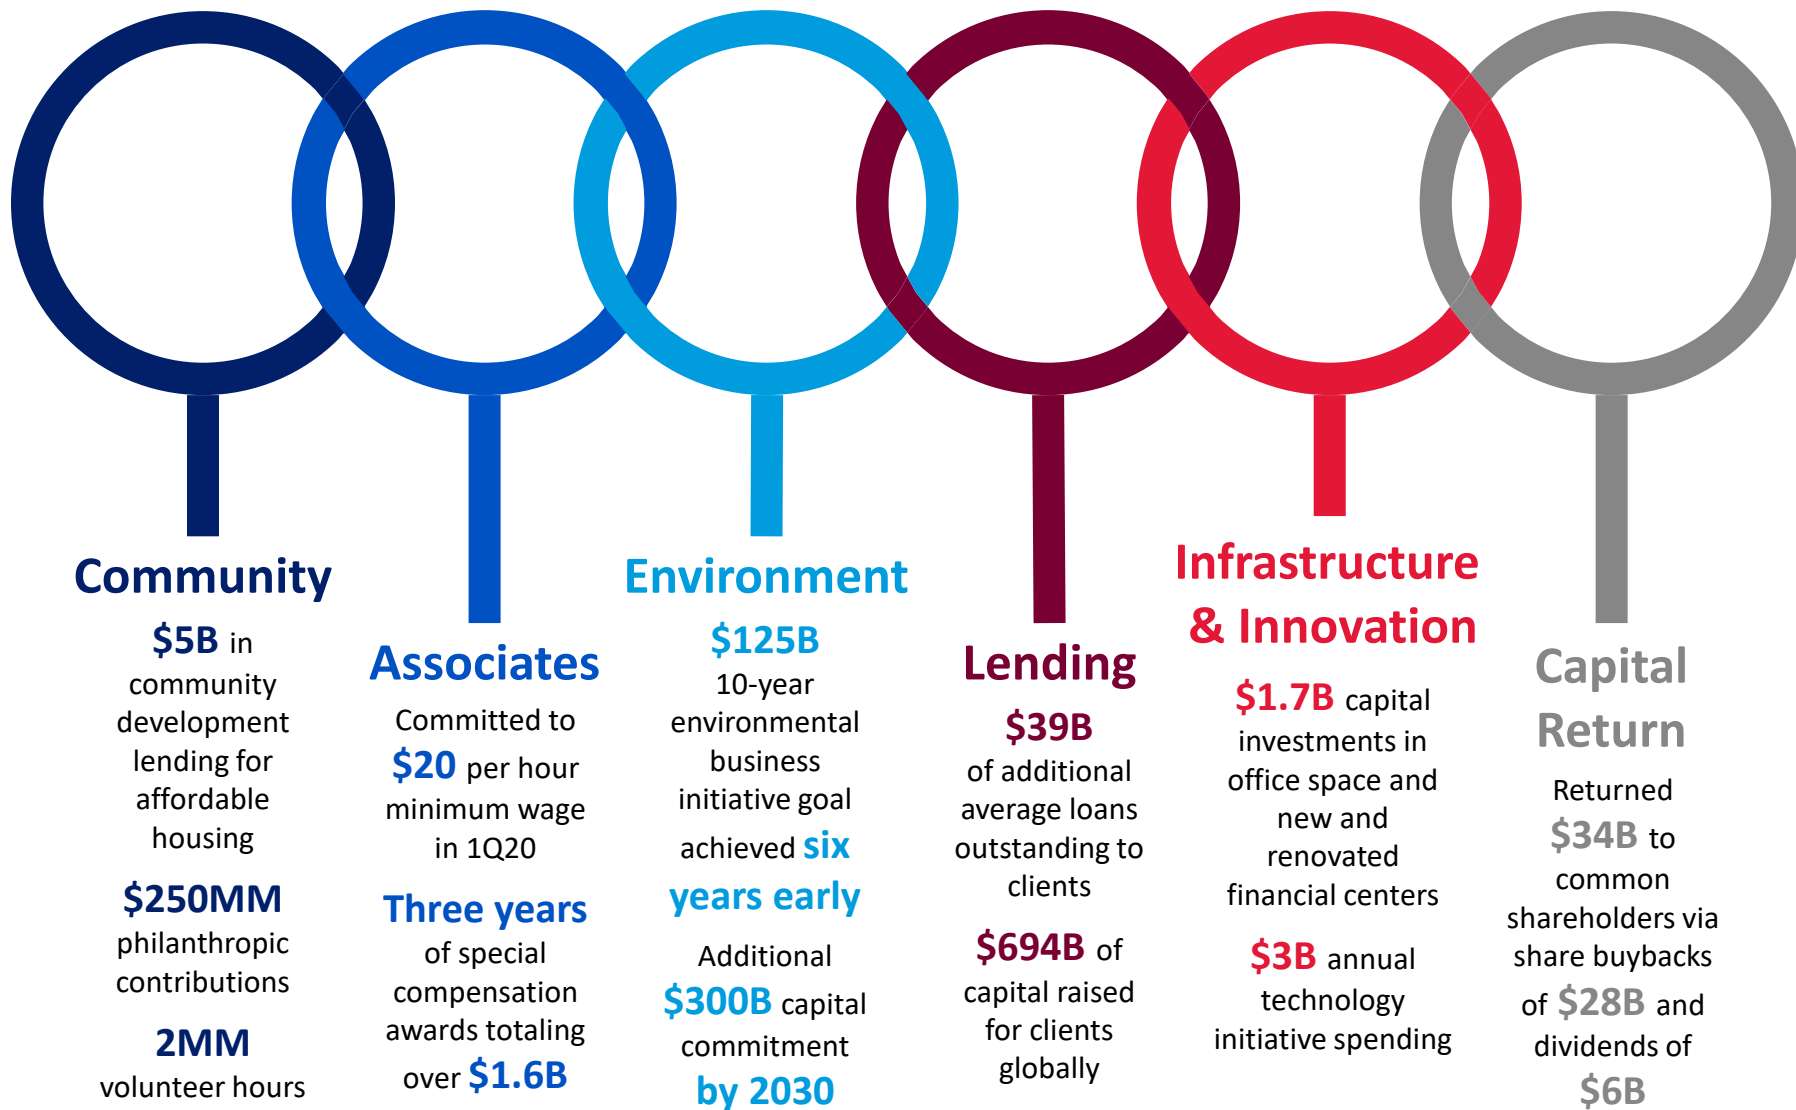 Community
$5B in
community
development
lending for
affordable
housing
$250MM
philanthropic
contributions
2MM
volunteer hours
Associates
Committed to
$20 per hour
minimum wage
in 1Q20
Three years
of special
compensation
awards totaling
over $1.6B
Environment
$125B
10-year
environmental
business
initiative goal
achieved six
years early
Additional
$300B capital
commitment
by 2030
Lending
$39B
of additional
average loans
outstanding to
clients
$694B of
capital raised
for clients
globally
Infrastructure
& Innovation
$1.7B capital
investments in
office space and
new and
renovated
financial centers
$3B annual
technology
initiative spending
Capital
Return
Returned
$34B to
common
shareholders via
share buybacks
of $28B and
dividends of
$6B